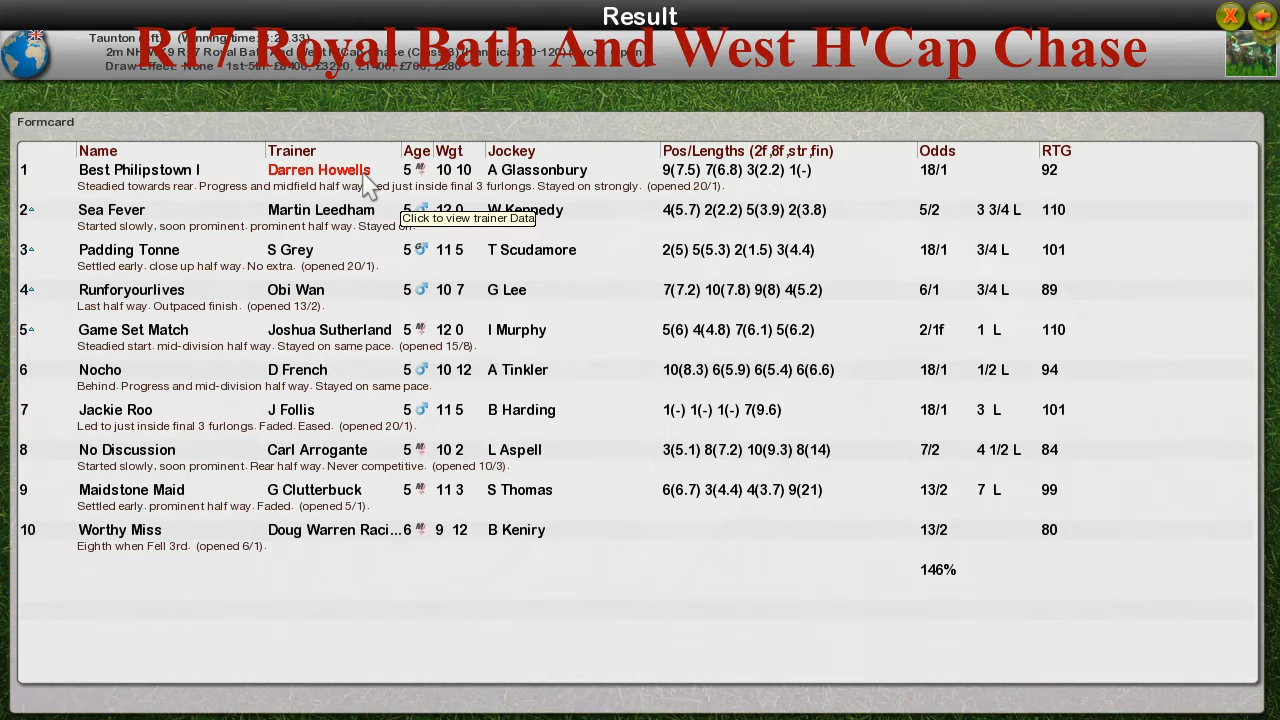 Result
R17 Royal Bath And West H'Cap Chase
Taunton
Draw Effect: None - 1st-5th:
Formcard
Name Trainer Age Wgt Jockey Pos/Lengths (2f,8f,str,fin) Odds RTG
1 Best Philipstown I Darren Howells 5 10 10 A Glassonbury 9(7.5) 7(6.8) 3(2.2) 1(-) 18/1 92
Steadied towards rear. Progress and midfield half way. just inside final 3 furlongs. Stayed on strongly. (opened 20/1).
2 Sea Fever Martin Leedham 5 12 0 W Kennedy 4(5.7) 2(2.2) 5(3.9) 2(3.8) 5/2 3 3/4 L 110
Click to view trainer Data
Started slowly, soon prominent. prominent half way. Stayed on.
3 Padding Tonne S Grey 5 11 5 T Scudamore 2(5) 5(5.3) 2(1.5) 3(4.4) 18/1 3/4 L 101
Settled early. close up half way. No extra. (opened 20/1).
4 Runforyourlives Obi Wan 5 10 7 G Lee 7(7.2) 10(7.8) 9(8) 4(5.2) 6/1 3/4 L 89
Last half way. Outpaced finish. (opened 13/2).
5 Game Set Match Joshua Sutherland 5 12 0 I Murphy 5(6) 4(4.8) 7(6.1) 5(6.2) 2/1f 1 L 110
Steadied start. mid-division half way. Stayed on same pace. (opened 15/8).
6 Nocho D French 5 10 12 A Tinkler 10(8.3) 6(5.9) 6(5.4) 6(6.6) 18/1 1/2 L 94
Behind. Progress and mid-division half way. Stayed on same pace.
7 Jackie Roo J Follis 5 11 5 B Harding 1(-) 1(-) 1(-) 7(9.6) 18/1 3 L 101
Led to just inside final 3 furlongs. Faded. Eased. (opened 20/1).
8 No Discussion Carl Arrogante 5 10 2 L Aspell 3(5.1) 8(7.2) 10(9.3) 8(14) 7/2 4 1/2 L 84
Started slowly, soon prominent. Rear half way. Never competitive. (opened 10/3).
9 Maidstone Maid G Clutterbuck 5 11 3 S Thomas 6(6.7) 3(4.4) 4(3.7) 9(21) 13/2 7 L 99
Settled early. prominent half way. Faded. (opened 5/1).
10 Worthy Miss Doug Warren Raci... 6 9 12 B Keniry 13/2 80
Eighth when Fell 3rd. (opened 6/1).
146%